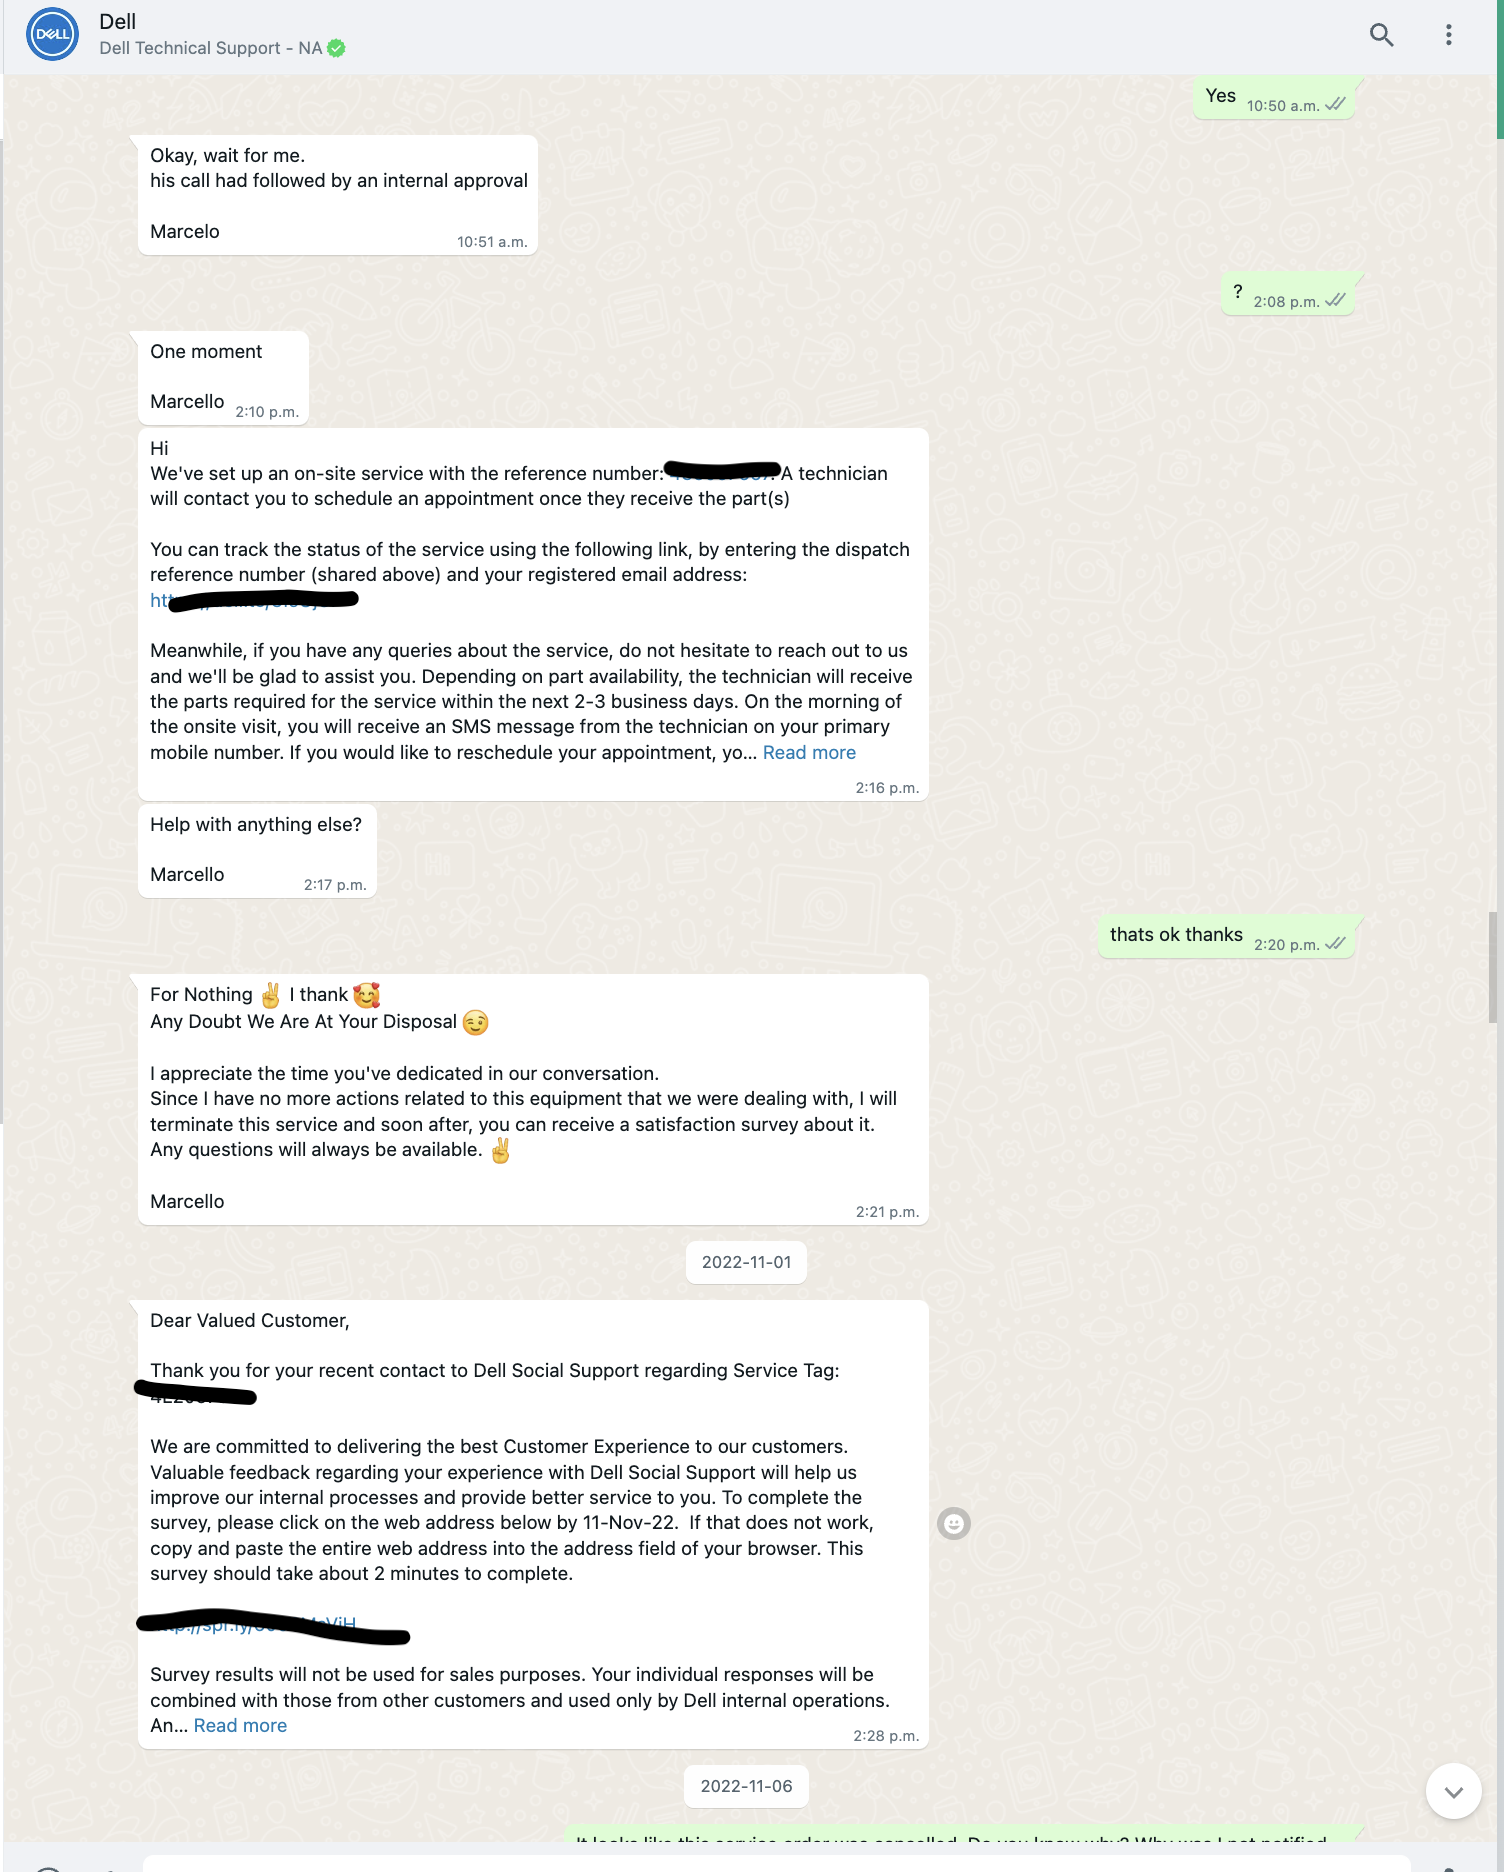 DELL
Dell
Dell Technical Support - NA
Yes 10:50 a.m.
Okay, wait for me.
his call had followed by an internal approval
Marcelo
10:51 a.m.
? 2:08 p.m.
One moment
Marcello 2:10 p.m.
Hi
We've set up an on-site service with the reference number: A technician
will contact you to schedule an appointment once they receive the part(s)
You can track the status of the service using the following link, by entering the dispatch
reference number (shared above) and your registered email address:
Meanwhile, if you have any queries about the service, do not hesitate to reach out to us
and we'll be glad to assist you. Depending on part availability, the technician will receive
the parts required for the service within the next 2-3 business days. On the morning of
the onsite visit, you will receive an SMS message from the technician on your primary
mobile number. If you would like to reschedule your appointment, yo... Read more
2:16 p.m.
Help with anything else?
Marcello
2:17 p.m.
thats ok thanks 2:20 p.m.
For Nothing ✌️ I thank 🥰
Any Doubt We Are At Your Disposal 😉
I appreciate the time you've dedicated in our conversation.
Since I have no more actions related to this equipment that we were dealing with, I will
terminate this service and soon after, you can receive a satisfaction survey about it.
Any questions will always be available. ✌️
Marcello
2:21 p.m.
2022-11-01
Dear Valued Customer,
Thank you for your recent contact to Dell Social Support regarding Service Tag:
We are committed to delivering the best Customer Experience to our customers.
Valuable feedback regarding your experience with Dell Social Support will help us
improve our internal processes and provide better service to you. To complete the
survey, please click on the web address below by 11-Nov-22. If that does not work,
copy and paste the entire web address into the address field of your browser. This
survey should take about 2 minutes to complete.
Survey results will not be used for sales purposes. Your individual responses will be
combined with those from other customers and used only by Dell internal operations.
An... Read more
2:28 p.m.
2022-11-06
It looks like this service order was cancelled. Do you know why? Why was I not notified